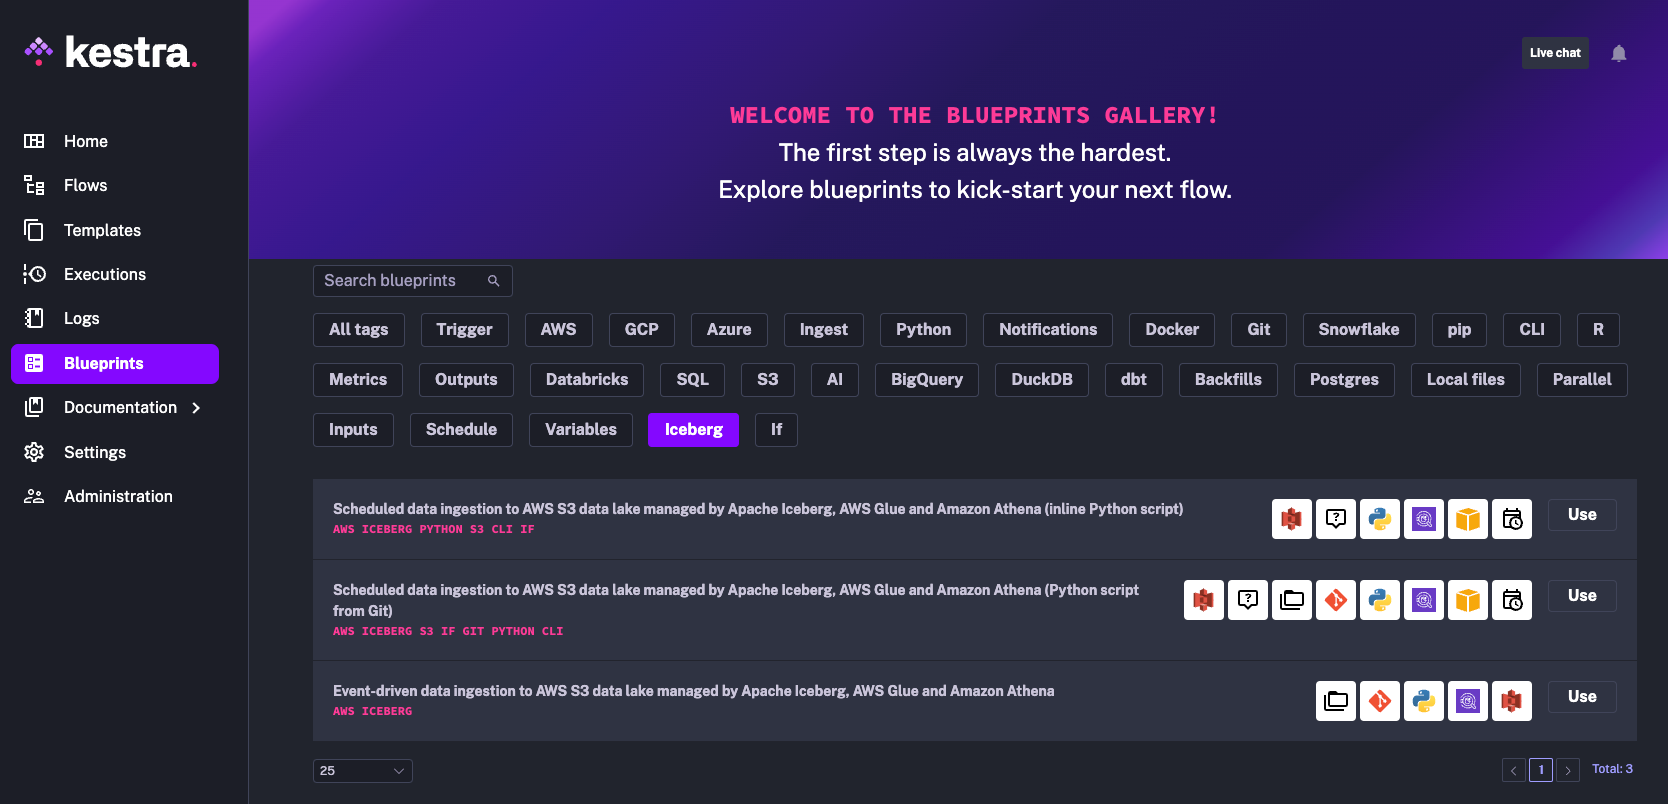 kestra.
Live chat
WELCOME TO THE BLUEPRINTS GALLERY!
The first step is always the hardest.
Explore blueprints to kick-start your next flow.
Home
Flows
Templates
Executions
Logs
Blueprints
Documentation
Settings
Administration
Search blueprints
All tags Trigger AWS GCP Azure Ingest Python Notifications Docker Git Snowflake pip CLI R
Metrics Outputs Databricks SQL S3 AI BigQuery DuckDB dbt Backfills Postgres Local files Parallel
Inputs Schedule Variables Iceberg If
Scheduled data ingestion to AWS S3 data lake managed by Apache Iceberg, AWS Glue and Amazon Athena (inline Python script)
AWS ICEBERG PYTHON S3 CLI IF
Use
Scheduled data ingestion to AWS S3 data lake managed by Apache Iceberg, AWS Glue and Amazon Athena (Python script
from Git)
AWS ICEBERG S3 IF GIT PYTHON CLI
Use
Event-driven data ingestion to AWS S3 data lake managed by Apache Iceberg, AWS Glue and Amazon Athena
AWS ICEBERG
Use
25
1
Total: 3